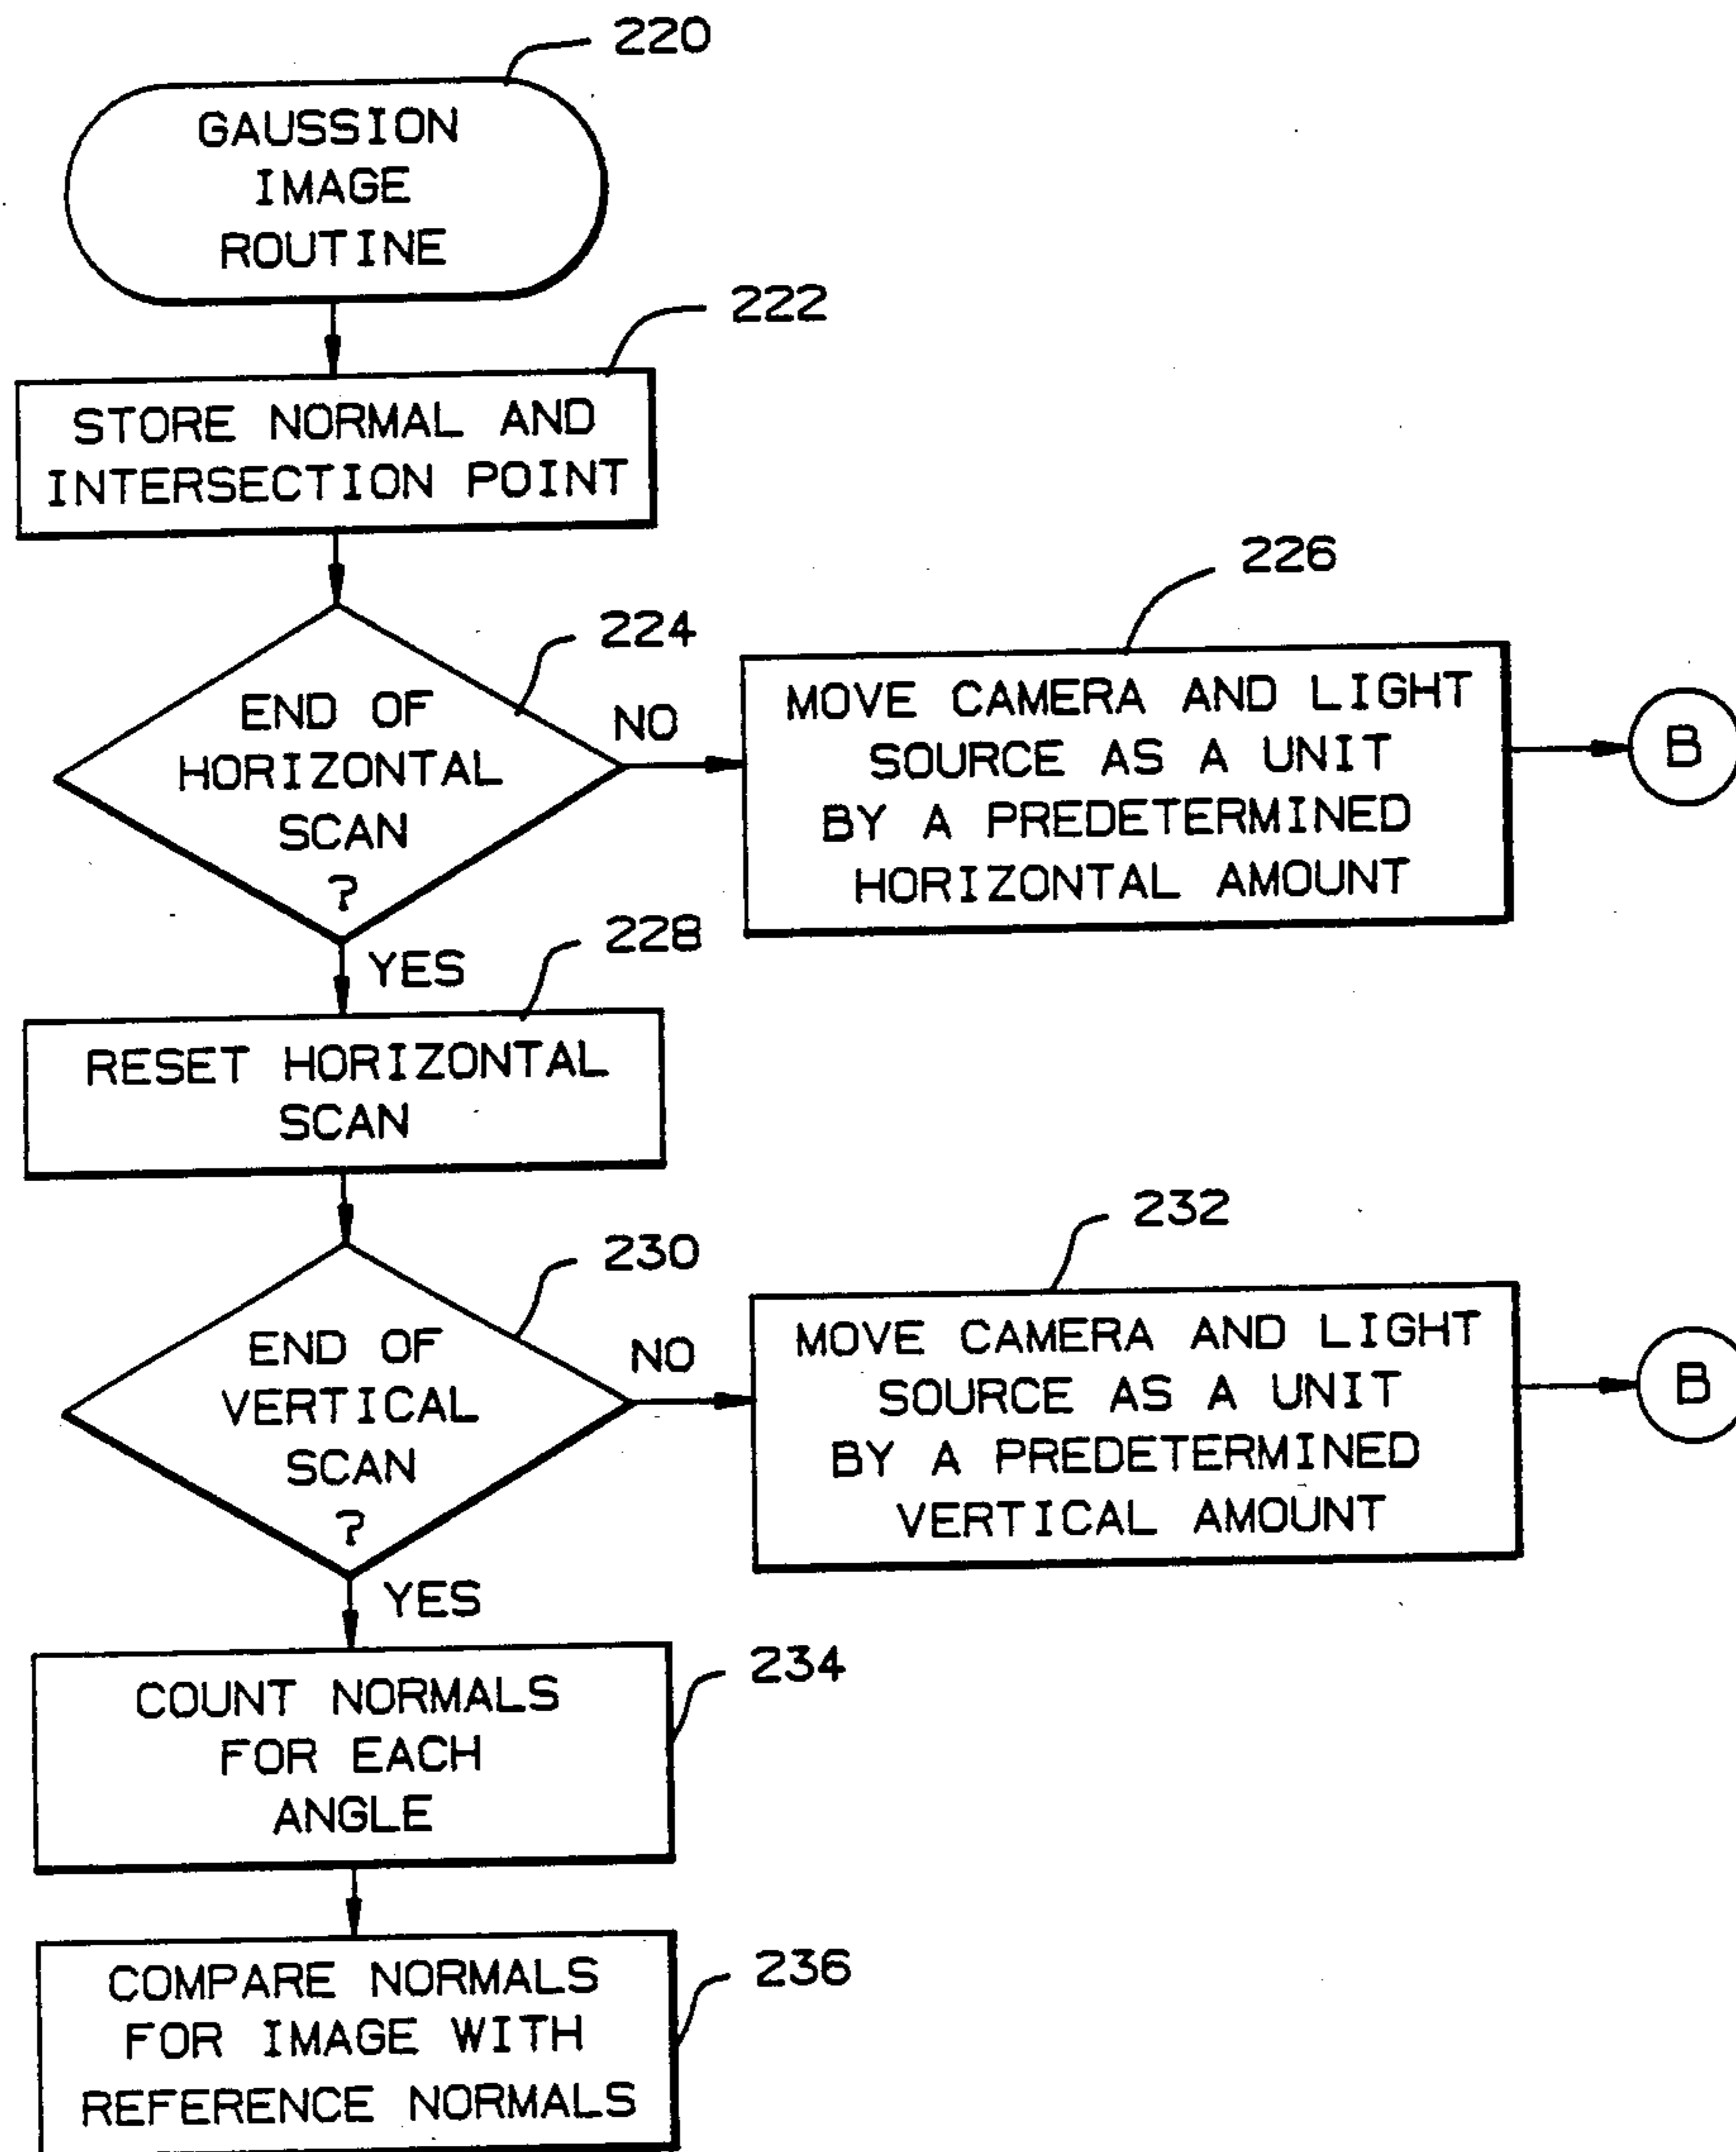 220
GAUSSION
IMAGE
ROUTINE
222
STORE NORMAL AND
INTERSECTION POINT
224
END OF
HORIZONTAL
SCAN
?
NO
226
MOVE CAMERA AND LIGHT
SOURCE AS A UNIT
BY A PREDETERMINED
HORIZONTAL AMOUNT
B
YES
228
RESET HORIZONTAL
SCAN
230
END OF
VERTICAL
SCAN
?
NO
232
MOVE CAMERA AND LIGHT
SOURCE AS A UNIT
BY A PREDETERMINED
VERTICAL AMOUNT
B
YES
234
COUNT NORMALS
FOR EACH
ANGLE
236
COMPARE NORMALS
FOR IMAGE WITH
REFERENCE NORMALS